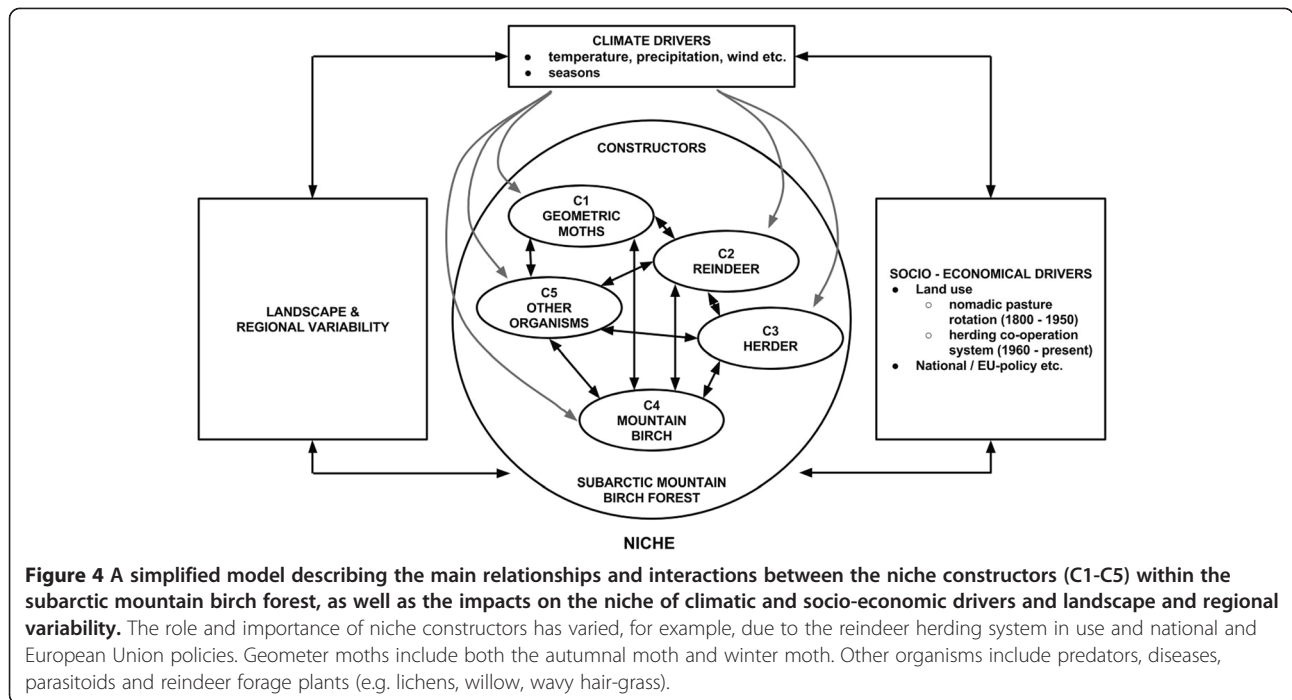 CLIMATE DRIVERS
● temperature, precipitation, wind etc.
● seasons
CONSTRUCTORS
C1
GEOMETRIC
MOTHS
C2
REINDEER
C5
OTHER
ORGANISMS
C3
HERDER
C4
MOUNTAIN
BIRCH
SUBARCTIC MOUNTAIN
BIRCH FOREST
LANDSCAPE &
REGIONAL VARIABILITY
SOCIO - ECONOMICAL DRIVERS
● Land use
○ nomadic pasture
rotation (1800 - 1950)
○ herding co-operation
system (1960 - present)
● National / EU-policy etc.
NICHE
Figure 4 A simplified model describing the main relationships and interactions between the niche constructors (C1-C5) within the
subarctic mountain birch forest, as well as the impacts on the niche of climatic and socio-economic drivers and landscape and regional
variability. The role and importance of niche constructors has varied, for example, due to the reindeer herding system in use and national and
European Union policies. Geometer moths include both the autumnal moth and winter moth. Other organisms include predators, diseases,
parasitoids and reindeer forage plants (e.g. lichens, willow, wavy hair-grass).